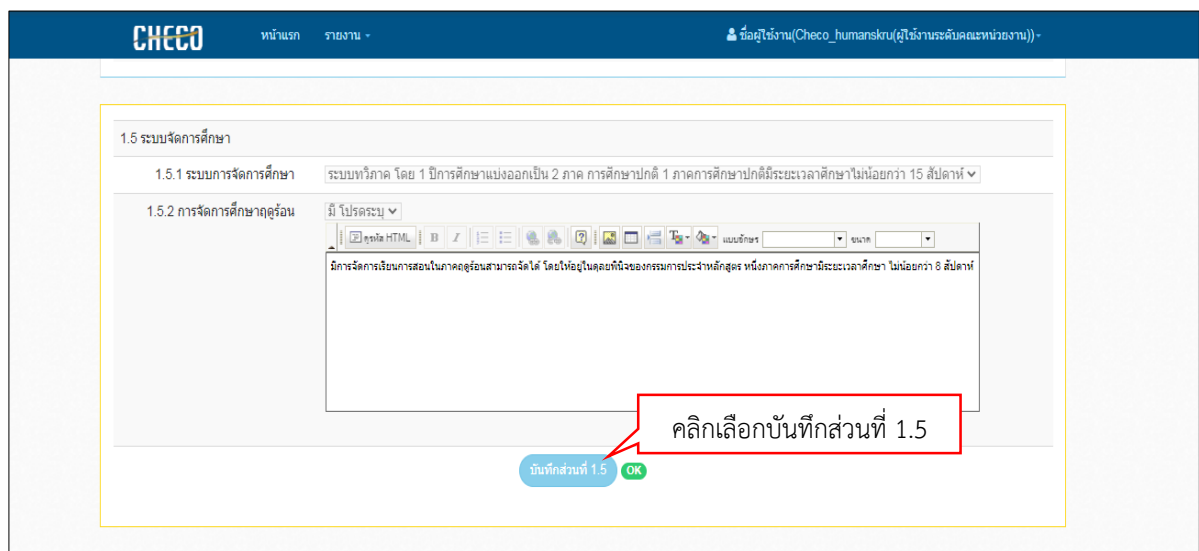 CHECO หน้าแรก รายงาน ชื่อผู้ใช้งาน(Checo_humanskru(ผู้ใช้งานระดับคณะหน่วยงาน))
1.5 ระบบจัดการศึกษา
1.5.1 ระบบการจัดการศึกษา ระบบทวิภาค โดย 1 ปีการศึกษาแบ่งออกเป็น 2 ภาค การศึกษาปกติ 1 ภาคการศึกษาปกติมีระยะเวลาศึกษาไม่น้อยกว่า 15 สัปดาห์
1.5.2 การจัดการศึกษาฤดูร้อน มี โปรดระบุ
ดูรหัส HTML B I แบบอักษร ขนาด
มีการจัดการเรียนการสอนในภาคฤดูร้อนสามารถจัดได้ โดยให้อยู่ในดุลยพินิจของกรรมการประจำหลักสูตร หนึ่งภาคการศึกษามีระยะเวลาศึกษา ไม่น้อยกว่า 8 สัปดาห์
คลิกเลือกบันทึกส่วนที่ 1.5
บันทึกส่วนที่ 1.5 OK